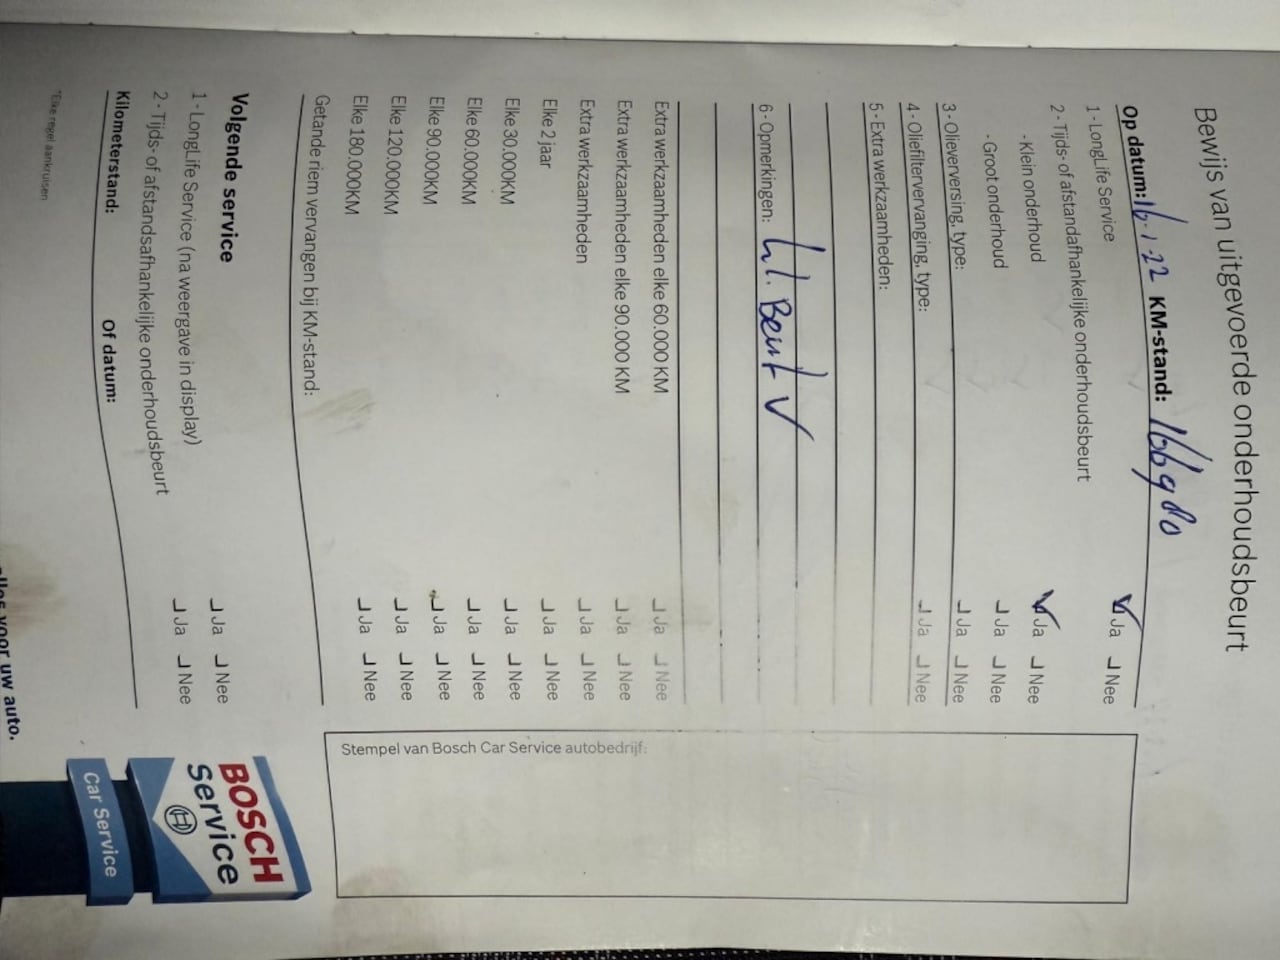 Bewijs van uitgevoerde onderhoudsbeurt
Op datum: 16-1-22 KM-stand: 166980
1 - LongLife Service ✓ Ja Nee
2 - Tijds- of afstandafhankelijke onderhoudsbeurt
- Klein onderhoud ✓ Ja Nee
- Groot onderhoud Ja Nee
3 - Olieverversing, type: Ja Nee
4 - Oliefiltervervanging, type: Ja Nee
5 - Extra werkzaamheden:
6 - Opmerkingen: Beurt ✓
Extra werkzaamheden elke 60.000 KM Ja Nee
Extra werkzaamheden elke 90.000 KM Ja Nee
Extra werkzaamheden Ja Nee
Elke 2 jaar Ja Nee
Elke 30.000KM Ja Nee
Elke 60.000KM Ja Nee
Elke 90.000KM Ja Nee
Elke 120.000KM Ja Nee
Elke 180.000KM Ja Nee
Getande riem vervangen bij KM-stand:
Volgende service
1 - LongLife Service (na weergave in display) Ja Nee
2 - Tijds- of afstandsafhankelijke onderhoudsbeurt Ja Nee
Kilometerstand: Of datum:
*Elke regel aankruisen
Stempel van Bosch Car Service autobedrijf:
BOSCH
Service
Car Service
voor uw auto.